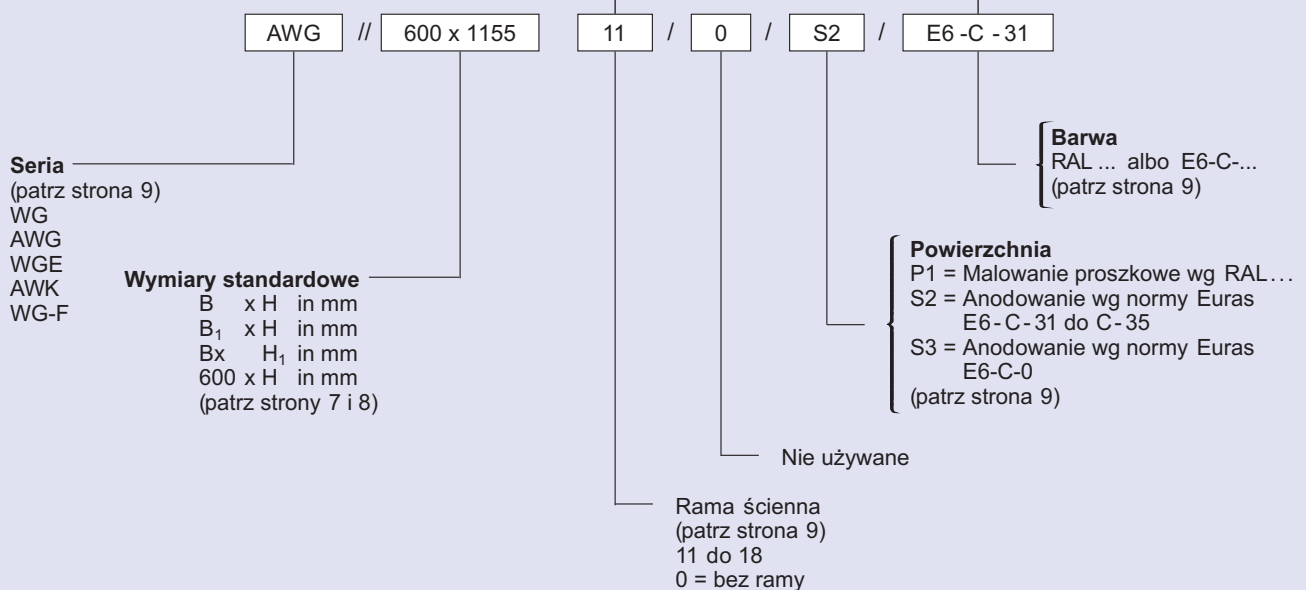 AWG // 600 x 1155 11 / 0 / S2 / E6 -C - 31
Seria
(patrz strona 9)
WG
AWG
WGE
AWK
WG-F
Wymiary standardowe
B x H in mm
B₁ x H in mm
Bx H₁ in mm
600 x H in mm
(patrz strony 7 i 8)
Barwa
RAL ... albo E6-C-...
(patrz strona 9)
Powierzchnia
P1 = Malowanie proszkowe wg RAL...
S2 = Anodowanie wg normy Euras
E6-C-31 do C-35
S3 = Anodowanie wg normy Euras
E6-C-0
(patrz strona 9)
Nie używane
Rama ścienna
(patrz strona 9)
11 do 18
0 = bez ramy